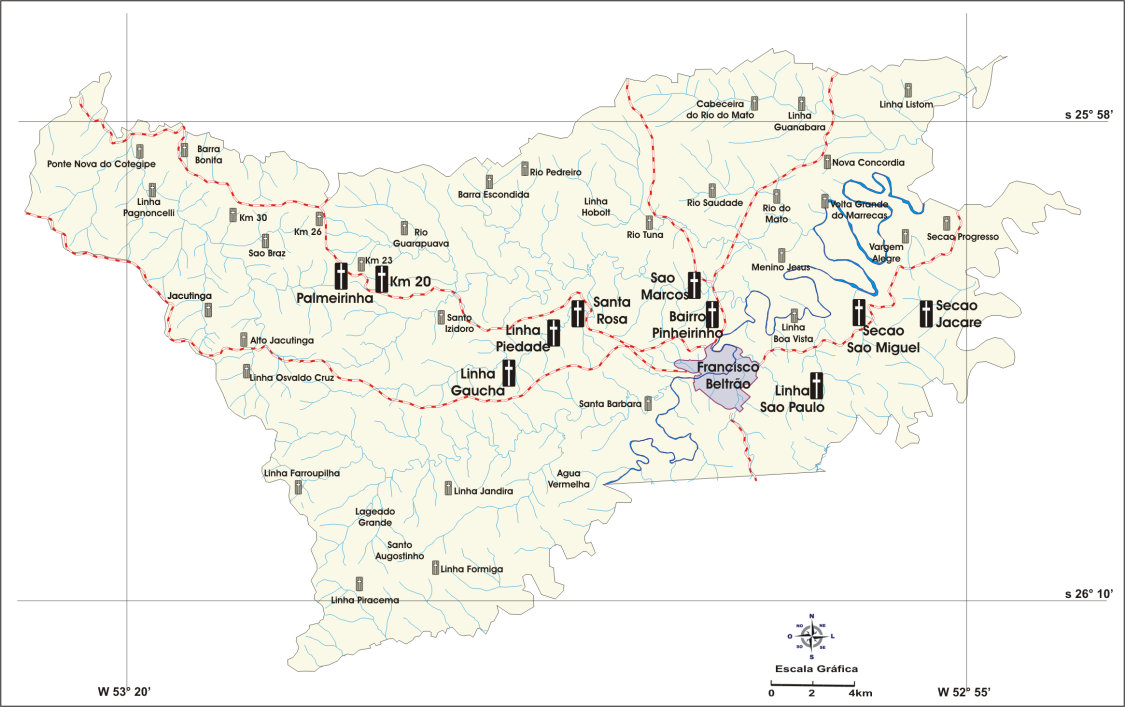 Linha Listom
Cabeceira
do Rio do Mato
Linha
Guanabara
s 25° 58'
Ponte Nova do Cotegipe
Barra
Bonita
Nova Concordia
Rio Pedreiro
Barra Escondida
Linha
Pagnoncelli
Linha
Hobolt
Rio Saudade
Rio do
Mato
Volta Grande
do Marrecas
Km 30
Km 26
Rio
Guarapuava
Rio Tuna
Secao Progresso
Sao Braz
Vargem
Alegre
Km 23
Menino Jesus
Km 20
Palmeirinha
Sao
Marcos
Jacutinga
Santa
Rosa
Secao
Jacare
Santo
Izidoro
Bairro
Pinheirinho
Linha
Boa Vista
Linha
Piedade
Secao
Sao Miguel
Alto Jacutinga
Linha Osvaldo Cruz
Linha
Gaucha
Francisco
Beltrão
Linha
Sao Paulo
Santa Barbara
Linha Farroupilha
Agua
Vermelha
Linha Jandira
Lageado
Grande
Santo
Augostinho
Linha Formiga
Linha Piracema
s 26° 10'
N
NO
NE
O
L
SO
SE
S
Escala Gráfica
0 2 4km
W 53° 20'
W 52° 55'